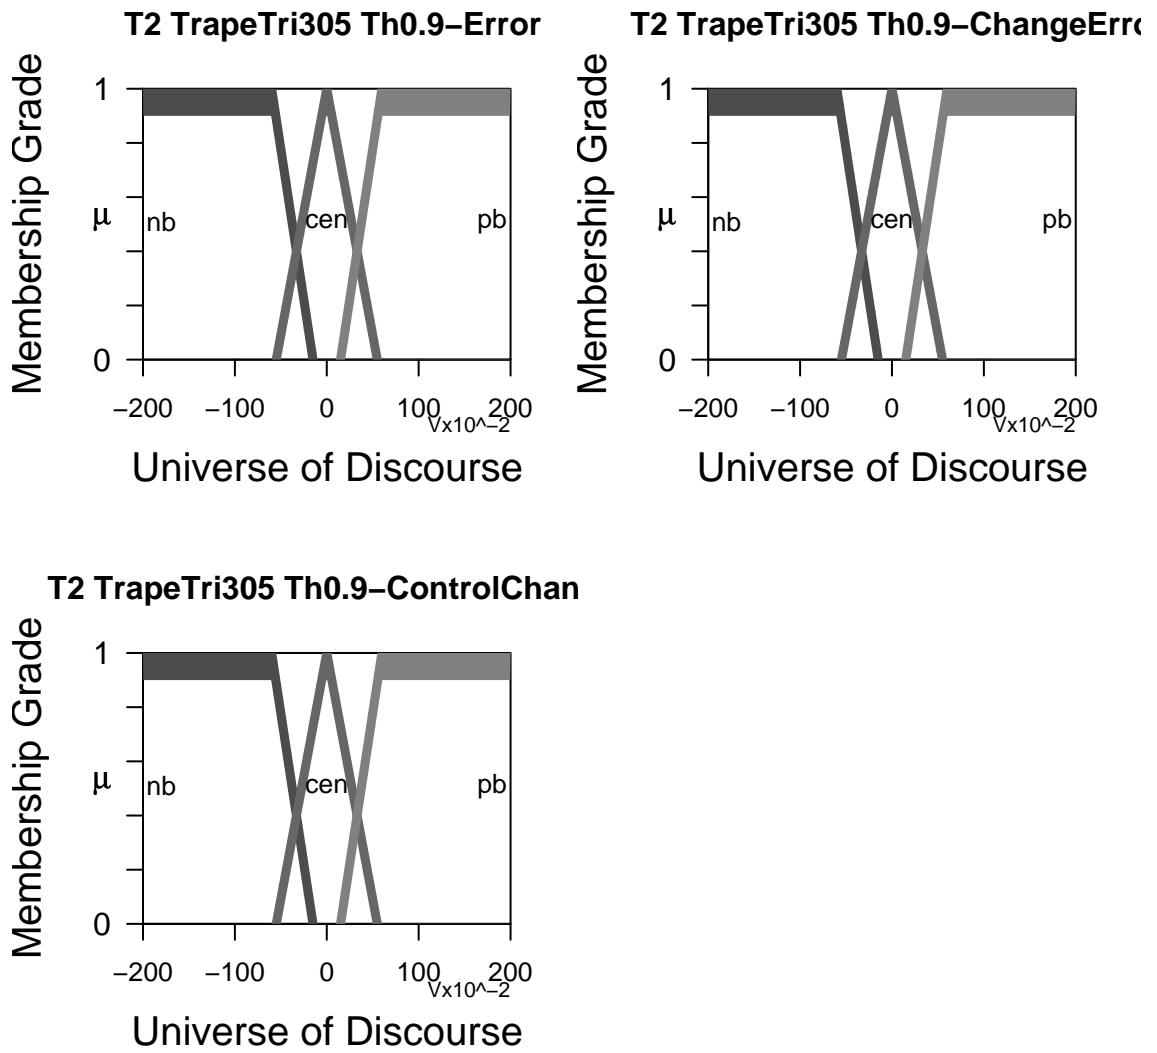 T2 TrapeTri305 Th0.9−Error
Membership Grade
μ
1
0
nb
cen
pb
−200 −100 0 100 200
Vx10^−2
Universe of Discourse
T2 TrapeTri305 Th0.9−ChangeErro
Membership Grade
μ
1
0
nb
cen
pb
−200 −100 0 100 200
Vx10^−2
Universe of Discourse
T2 TrapeTri305 Th0.9−ControlChan
Membership Grade
μ
1
0
nb
cen
pb
−200 −100 0 100 200
Vx10^−2
Universe of Discourse